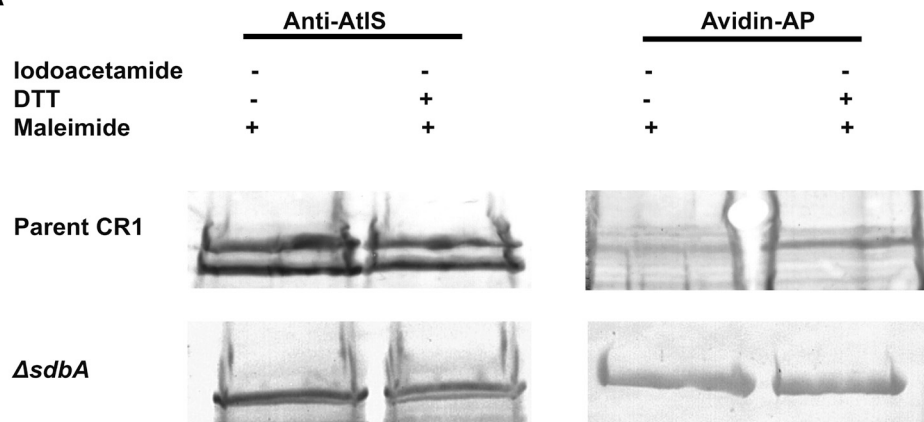 Anti-AtlS Avidin-AP
Iodoacetamide - - - -
DTT - + - +
Maleimide + + + +
Parent CR1
ΔsdbA